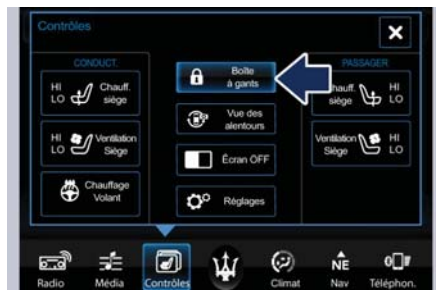 Contrôles
CONDUCT.
HI
LO
Chauff.
siège
HI
LO
Ventilation
Siège
Chauffage
Volant
Boîte
à gants
Vue des
alentours
Écran OFF
Réglages
PASSAGER
siège
HI
LO
Ventilation
Siège
HI
LO
Radio
Média
Contrôles
Climat
NE
Nav
Téléphon.